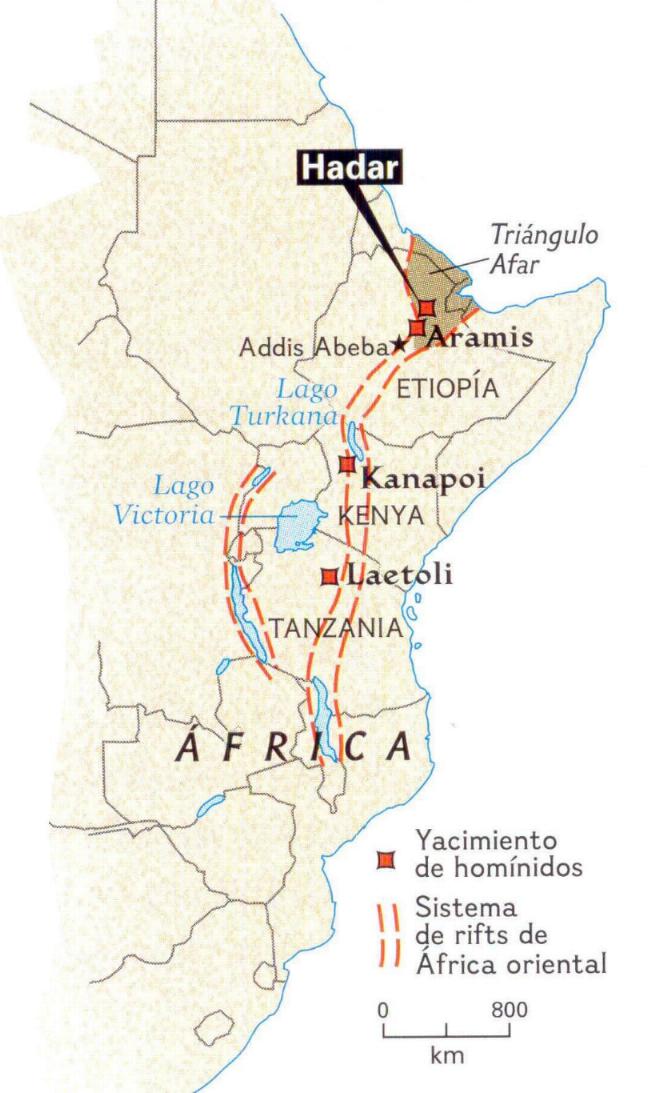 Hadar
Triángulo
Afar
Addis Abeba
Aramis
ETIOPÍA
Lago
Turkana
Kanapoi
Lago
Victoria
KENYA
Laetoli
TANZANIA
ÁFRICA
Yacimiento
de homínidos
Sistema
de rifts de
África oriental
0 800
km